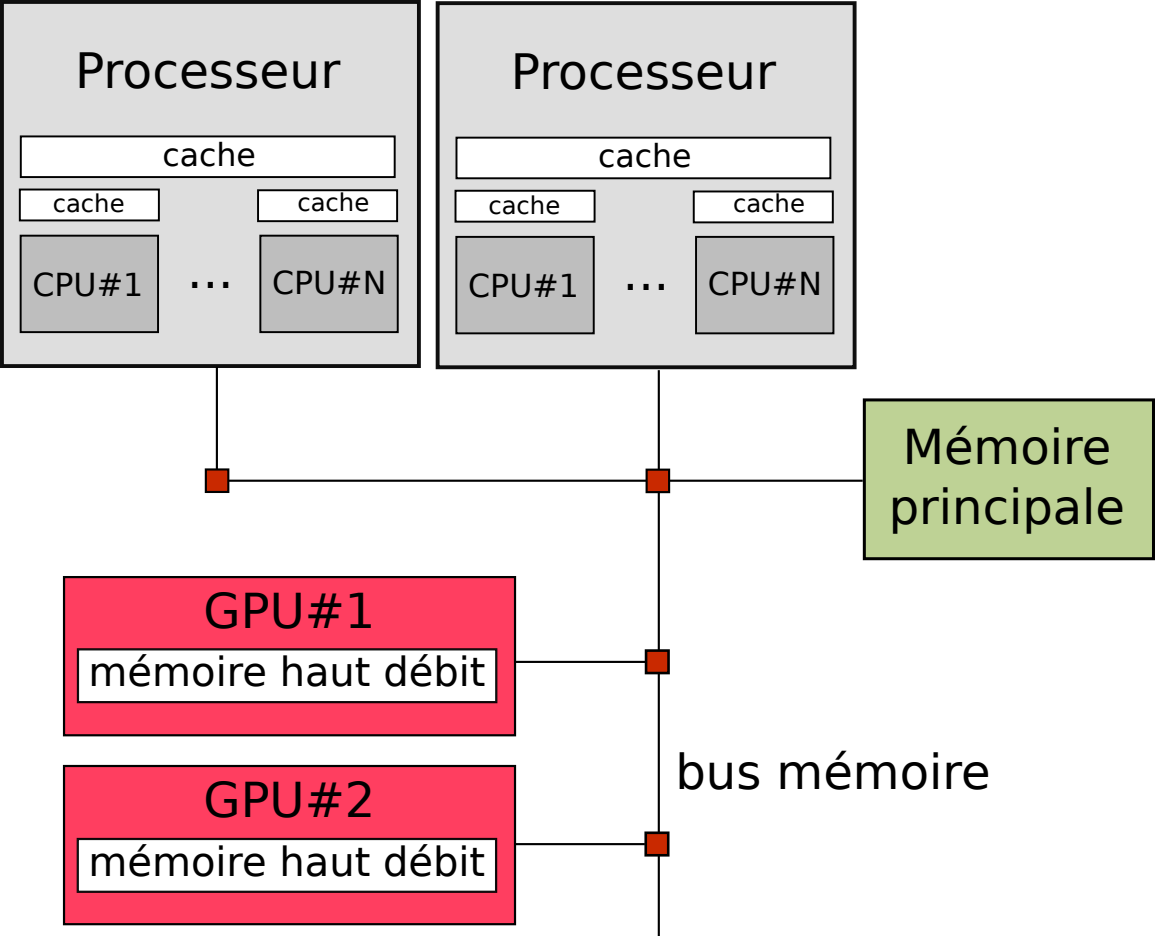 Processeur
cache
cache
cache
CPU#1
...
CPU#N
Processeur
cache
cache
cache
CPU#1
...
CPU#N
Mémoire
principale
GPU#1
mémoire haut débit
bus mémoire
GPU#2
mémoire haut débit